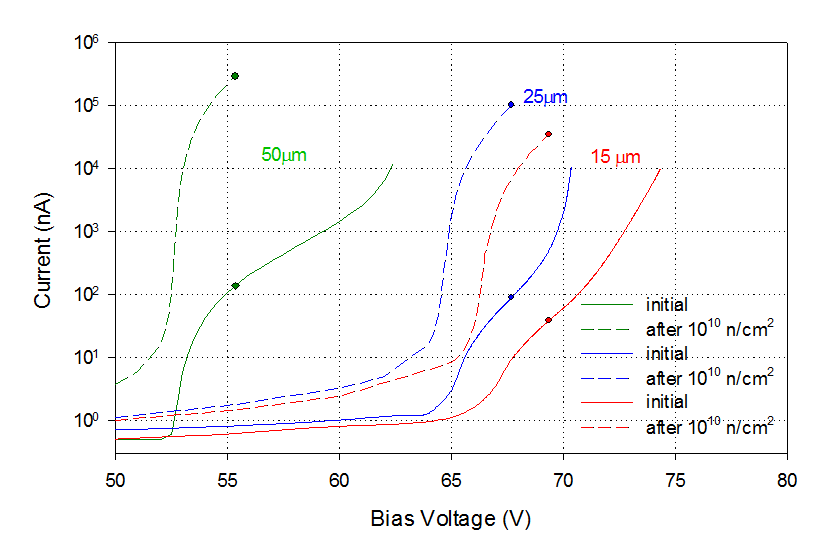 10⁶
10⁵
10⁴
10³
10²
10¹
10⁰
Current (nA)
50μm
25μm
15 μm
initial
after 10¹⁰ n/cm²
initial
after 10¹⁰ n/cm²
initial
after 10¹⁰ n/cm²
50 55 60 65 70 75 80
Bias Voltage (V)